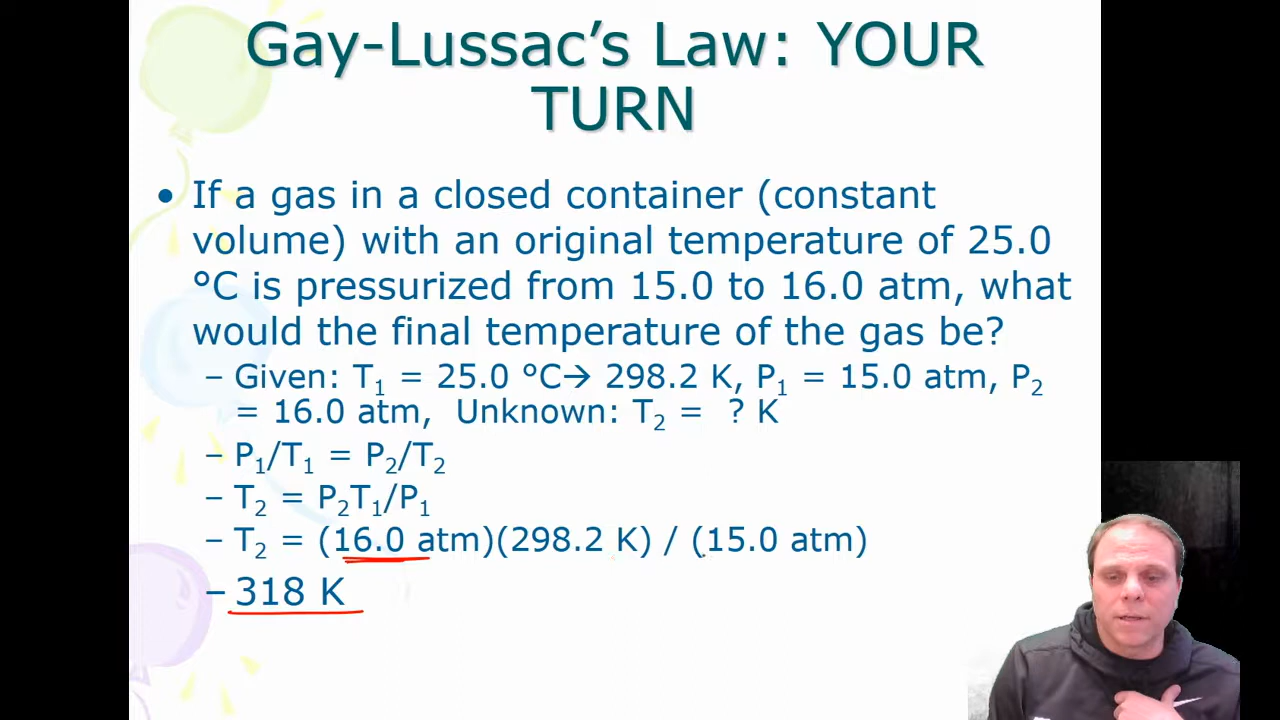 Gay-Lussac’s Law: YOUR
TURN
• If a gas in a closed container (constant
volume) with an original temperature of 25.0
°C is pressurized from 15.0 to 16.0 atm, what
would the final temperature of the gas be?
– Given: T₁ = 25.0 °C→ 298.2 K, P₁ = 15.0 atm, P₂
= 16.0 atm, Unknown: T₂ = ? K
– P₁/T₁ = P₂/T₂
– T₂ = P₂T₁/P₁
– T₂ = (16.0 atm)(298.2 K) / (15.0 atm)
– 318 K